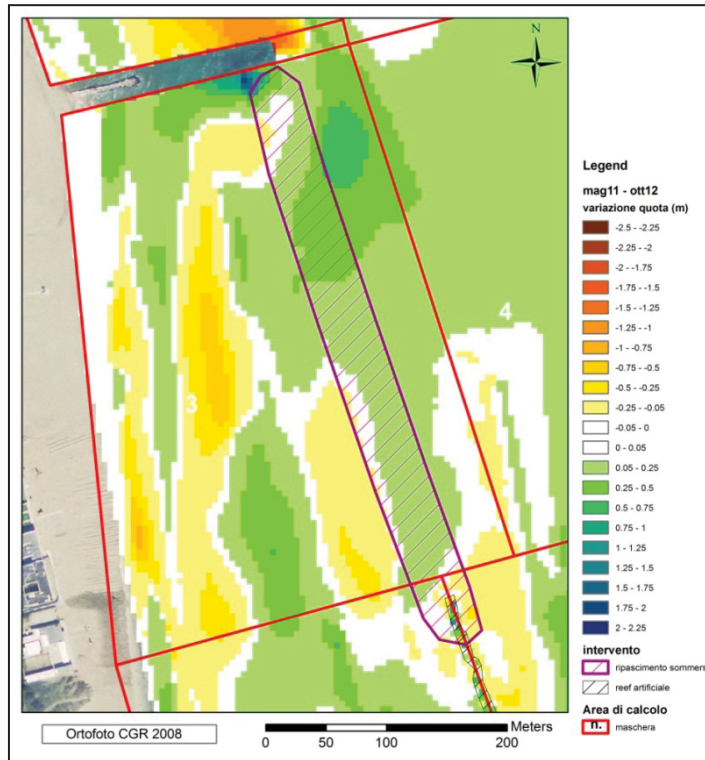 N
3
4
Ortofoto CGR 2008
Meters
0 50 100 200
Legend
mag11 - ott12
variazione quota (m)
-2.5 - -2.25
-2.25 - -2
-2 - -1.75
-1.75 - -1.5
-1.5 - -1.25
-1.25 - -1
-1 - -0.75
-0.75 - -0.5
-0.5 - -0.25
-0.25 - -0.05
-0.05 - 0
0 - 0.05
0.05 - 0.25
0.25 - 0.5
0.5 - 0.75
0.75 - 1
1 - 1.25
1.25 - 1.5
1.5 - 1.75
1.75 - 2
2 - 2.25
intervento
ripascimento sommers
reef artificiale
Area di calcolo
n. maschera